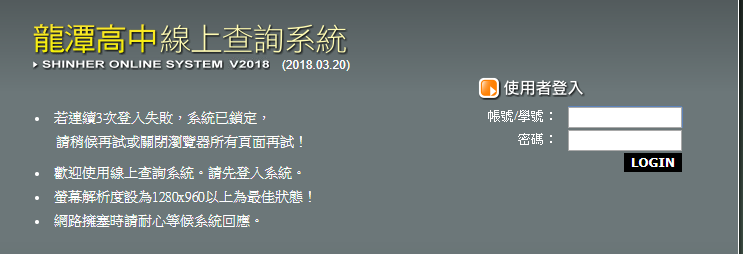 龍潭高中線上查詢系統
SHINHER ONLINE SYSTEM V2018 (2018.03.20)
使用者登入
帳號/學號：
密碼：
LOGIN
若連續3次登入失敗，系統已鎖定，
請稍候再試或關閉瀏覽器所有頁面再試！
歡迎使用線上查詢系統。請先登入系統。
螢幕解析度設為1280x960以上為最佳狀態！
網路擁塞時請耐心等候系統回應。